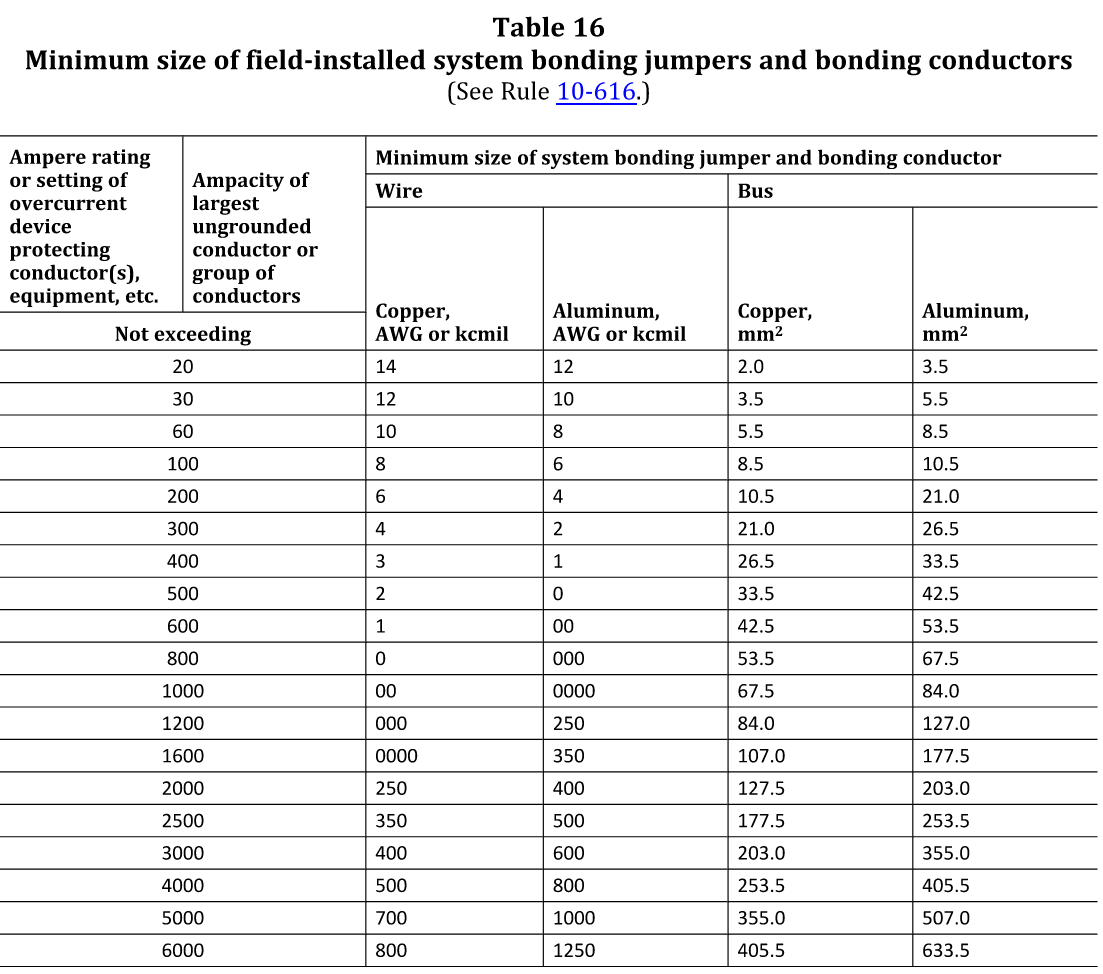 Table 16
Minimum size of field-installed system bonding jumpers and bonding conductors
(See Rule 10-616.)
Ampere rating
or setting of
overcurrent
device
protecting
conductor(s),
equipment, etc.
Ampacity of
largest
ungrounded
conductor or
group of
conductors
Minimum size of system bonding jumper and bonding conductor
Wire
Bus
Not exceeding
Copper,
AWG or kcmil
Aluminum,
AWG or kcmil
Copper,
mm²
Aluminum,
mm²
20 14 12 2.0 3.5
30 12 10 3.5 5.5
60 10 8 5.5 8.5
100 8 6 8.5 10.5
200 6 4 10.5 21.0
300 4 2 21.0 26.5
400 3 1 26.5 33.5
500 2 0 33.5 42.5
600 1 00 42.5 53.5
800 0 000 53.5 67.5
1000 00 0000 67.5 84.0
1200 000 250 84.0 127.0
1600 0000 350 107.0 177.5
2000 250 400 127.5 203.0
2500 350 500 177.5 253.5
3000 400 600 203.0 355.0
4000 500 800 253.5 405.5
5000 700 1000 355.0 507.0
6000 800 1250 405.5 633.5